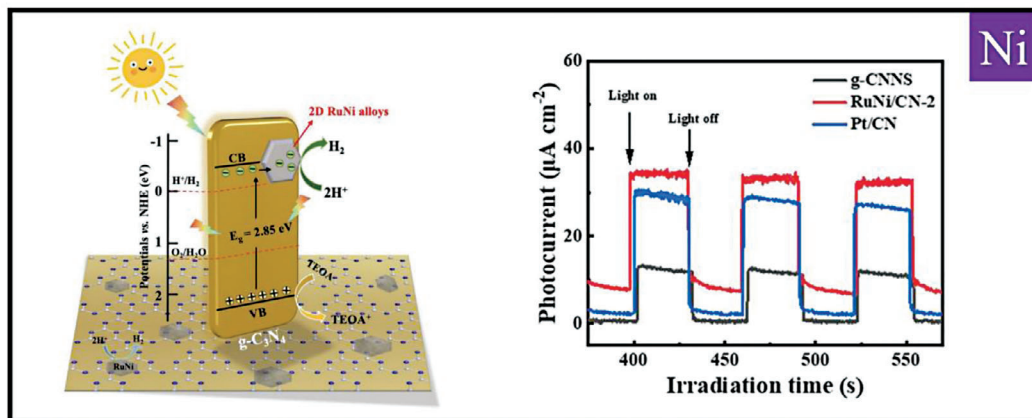 Ni
2D RuNi alloys
-1
CB
H₂
H⁺/H₂
0
2H⁺
Potentials vs. NHE (eV)
E_g = 2.85 eV
1
O₂/H₂O
TEOA
2
VB
TEOA⁺
g-C₃N₄
2H⁺
H₂
RuNi
60
g-CNNS
RuNi/CN-2
Pt/CN
Light on
Light off
40
20
0
Photocurrent (μA cm⁻²)
400
450
500
550
Irradiation time (s)